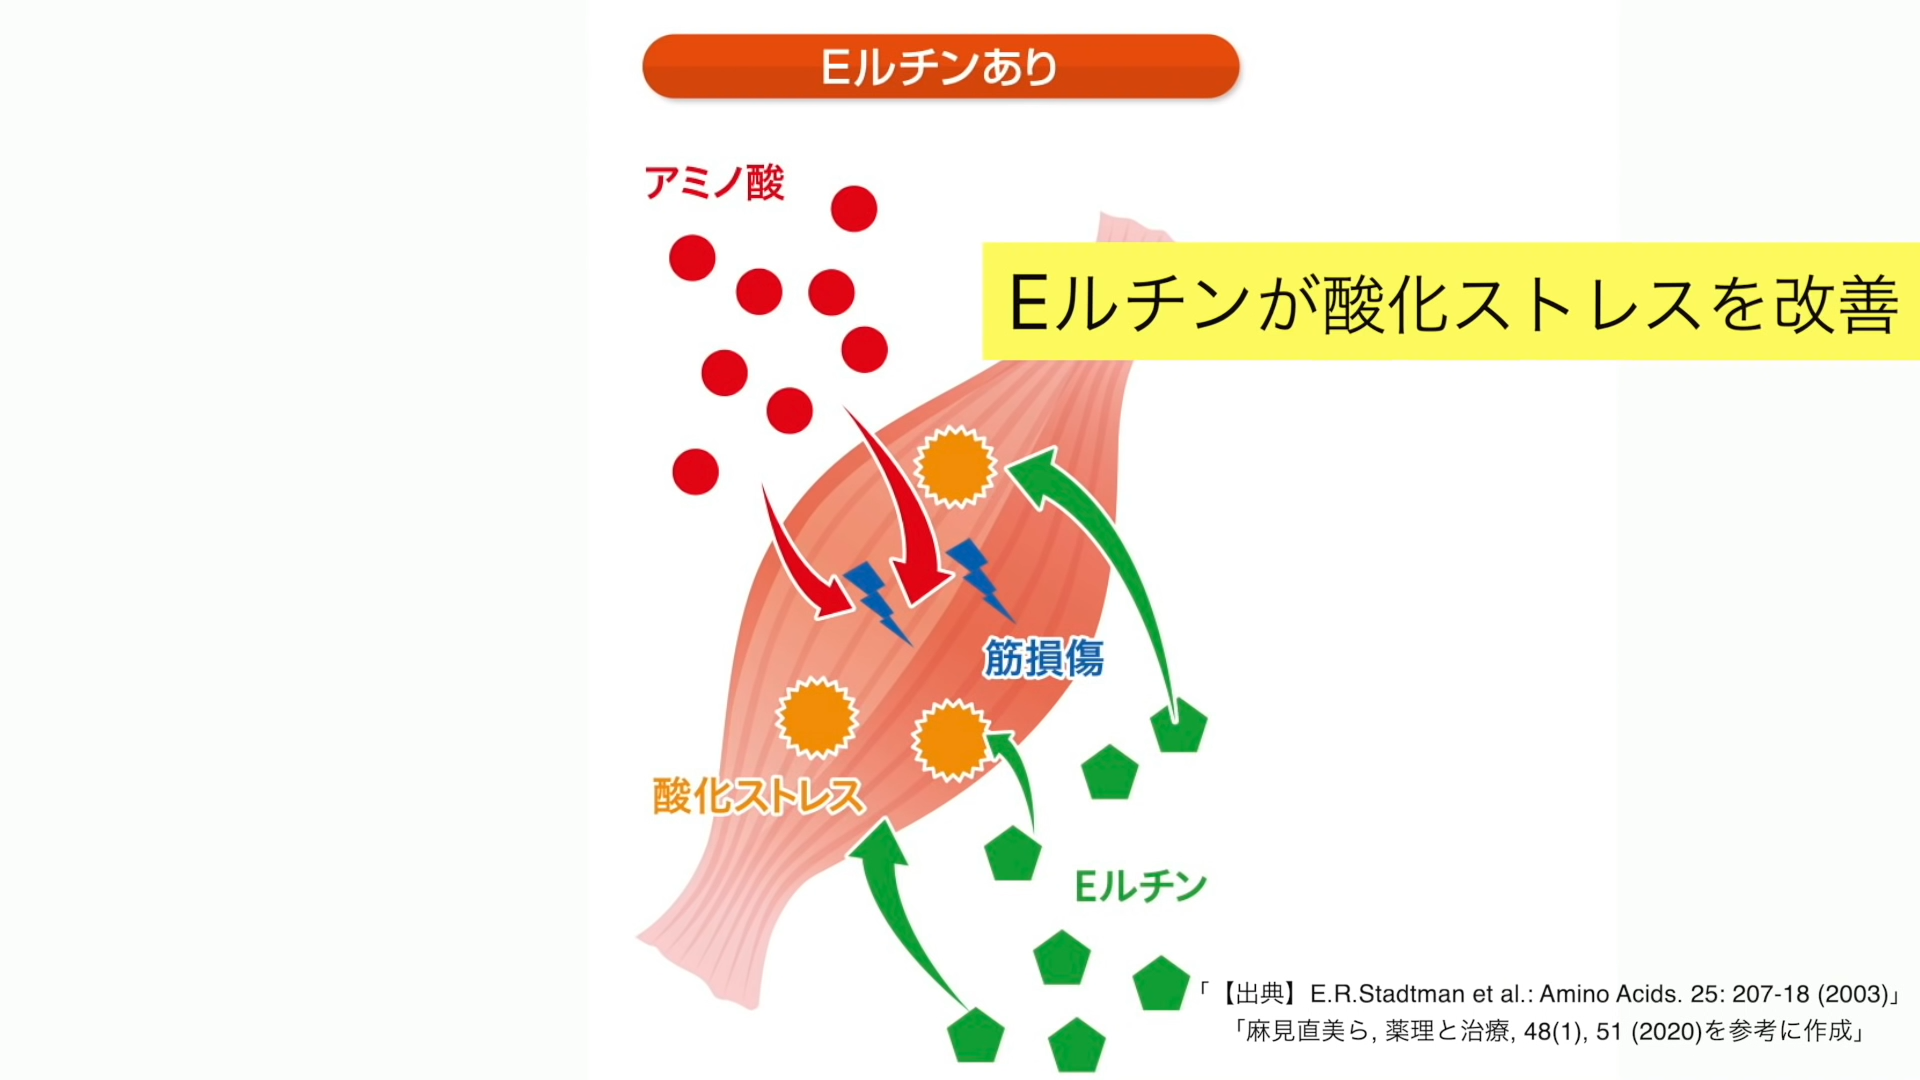 Eルチンあり
アミノ酸
Eルチンが酸化ストレスを改善
筋損傷
酸化ストレス
Eルチン
「【出典】E.R.Stadtman et al.: Amino Acids. 25: 207-18 (2003)」
「麻見直美ら, 薬理と治療, 48(1), 51 (2020)を参考に作成」